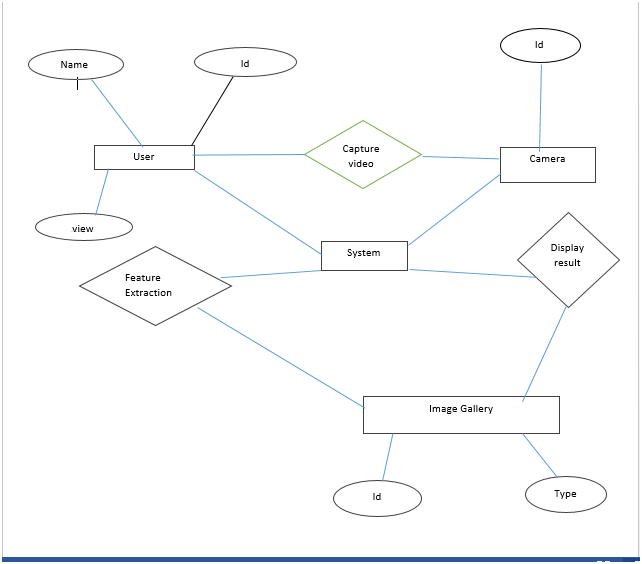 Name
Id
Id
User
Capture
video
Camera
view
System
Display
result
Feature
Extraction
Image Gallery
Id
Type